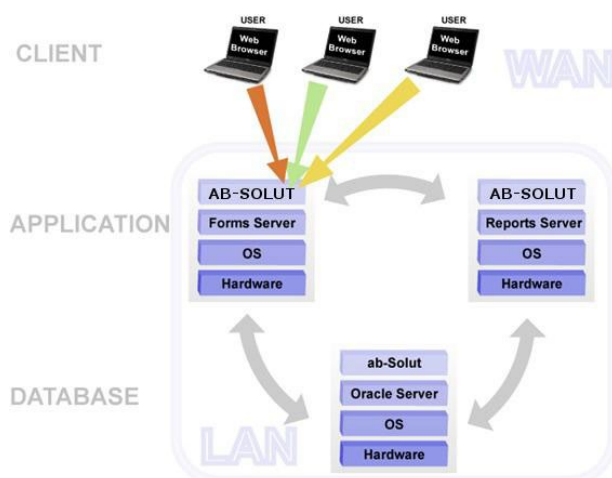 USER
USER
USER
Web
Browser
Web
Browser
Web
Browser
CLIENT
WAN
AB-SOLUT
Forms Server
OS
Hardware
AB-SOLUT
Reports Server
OS
Hardware
APPLICATION
ab-Solut
Oracle Server
OS
Hardware
DATABASE
LAN